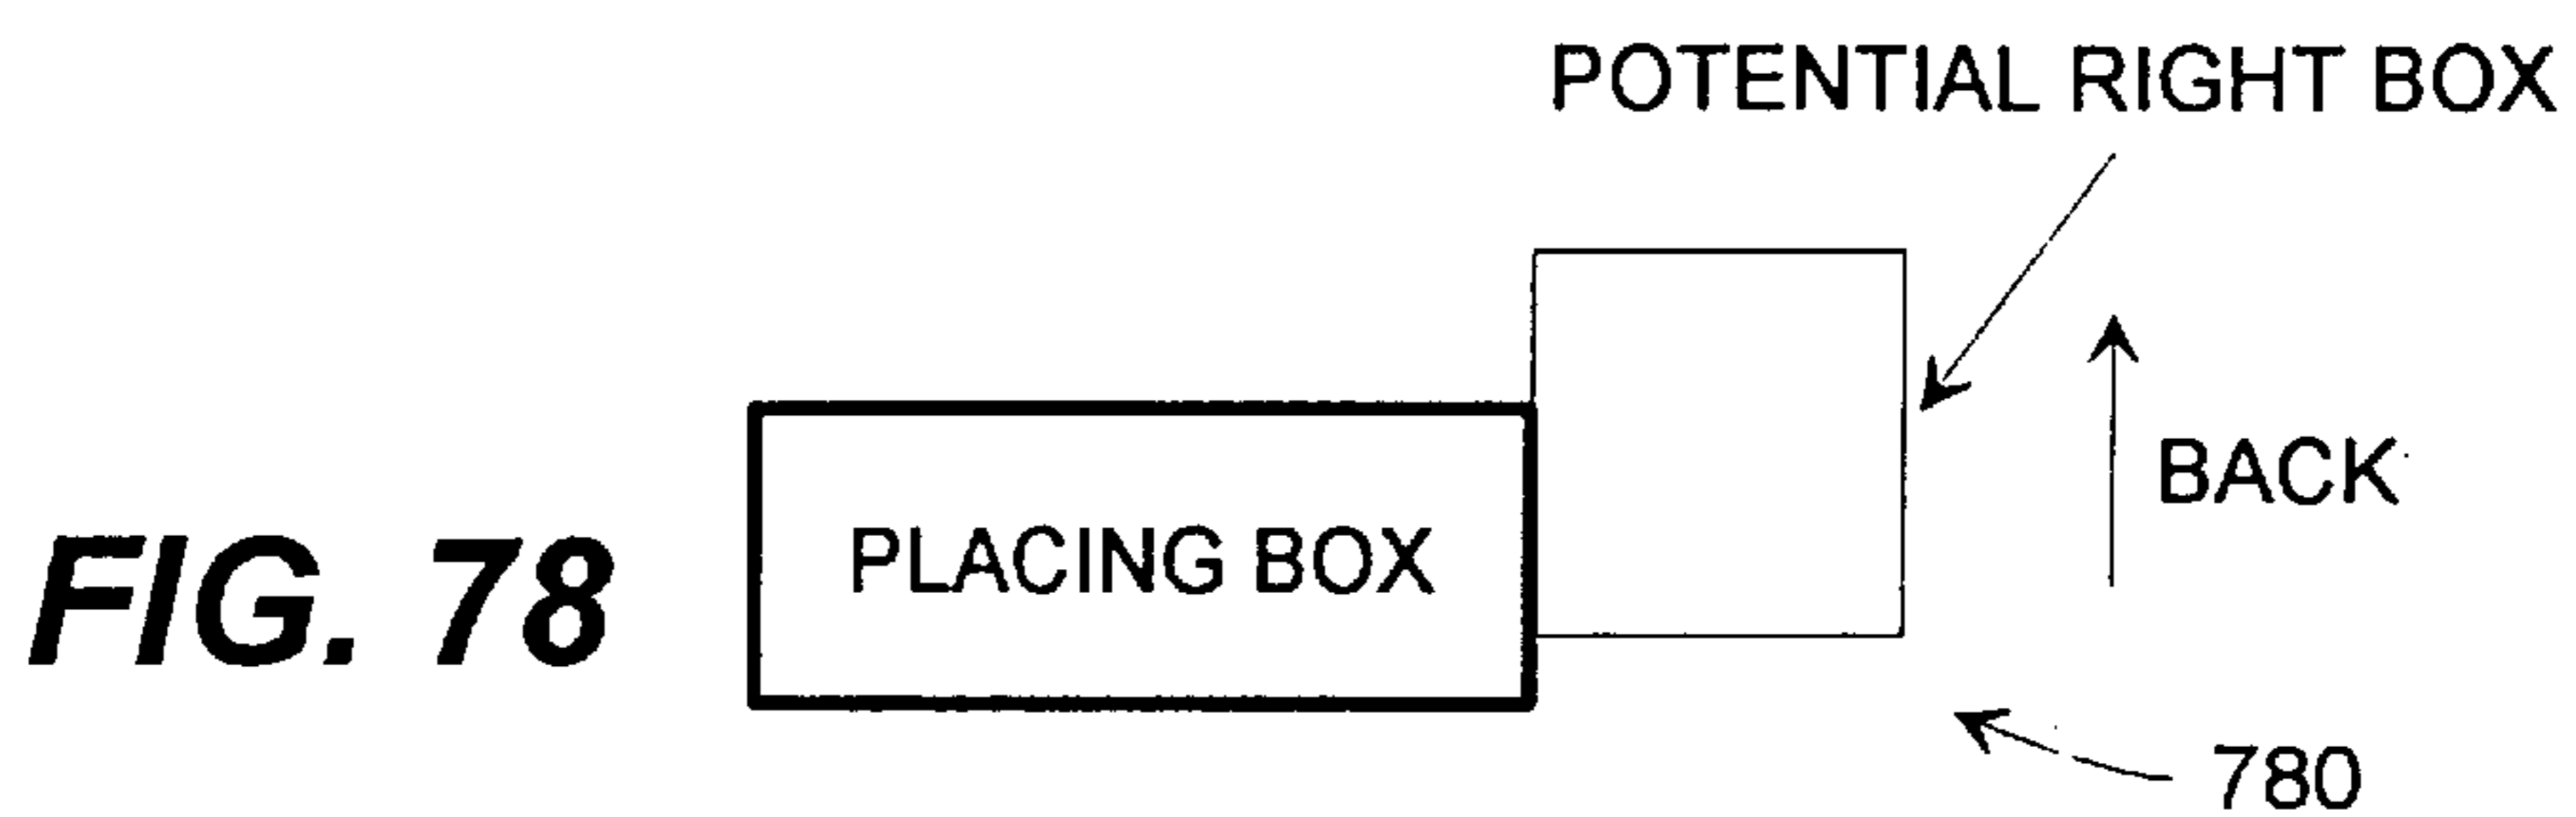 POTENTIAL RIGHT BOX
BACK
PLACING BOX
FIG. 78
780